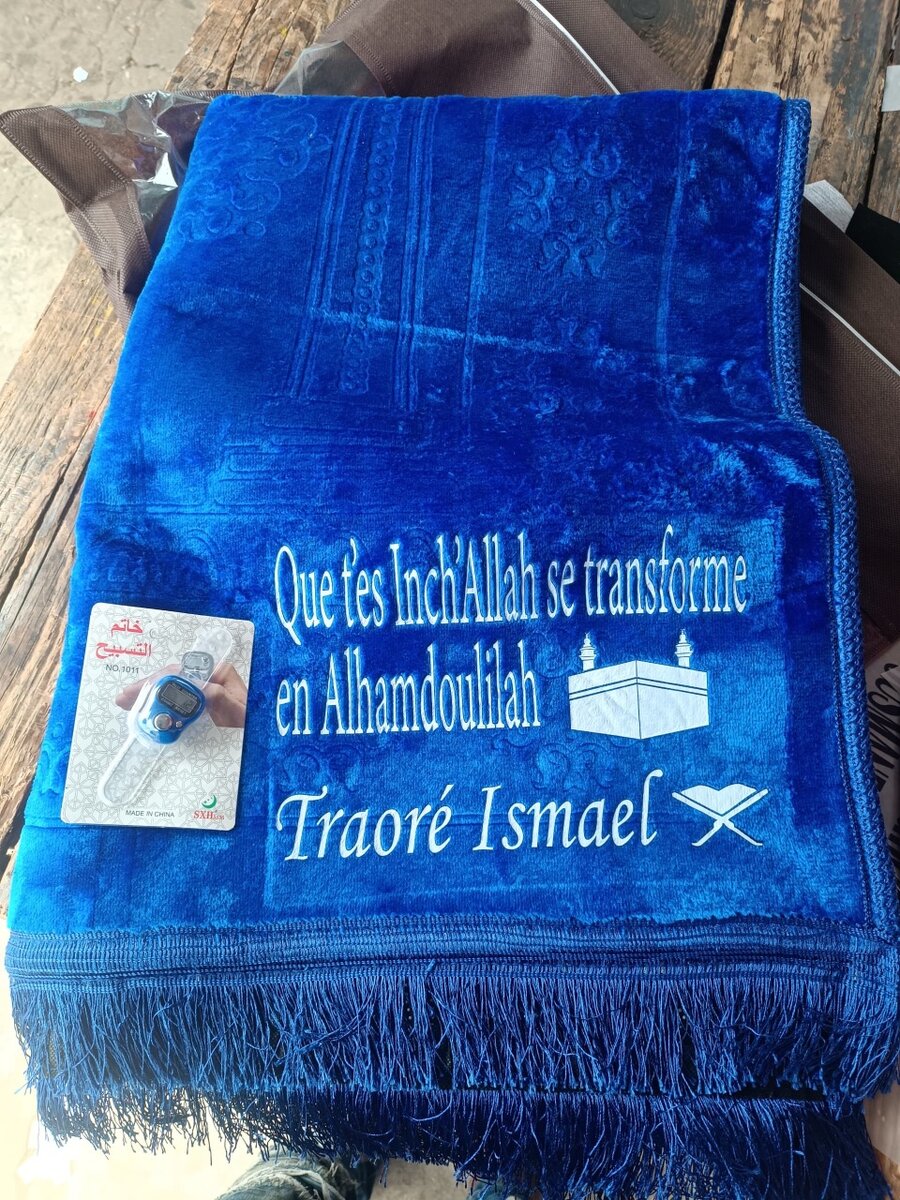 Que t'es Inch'Allah se transforme
en Alhamdoulilah
Traoré Ismael
خاتم
التسبيح
NO.1011
MADE IN CHINA